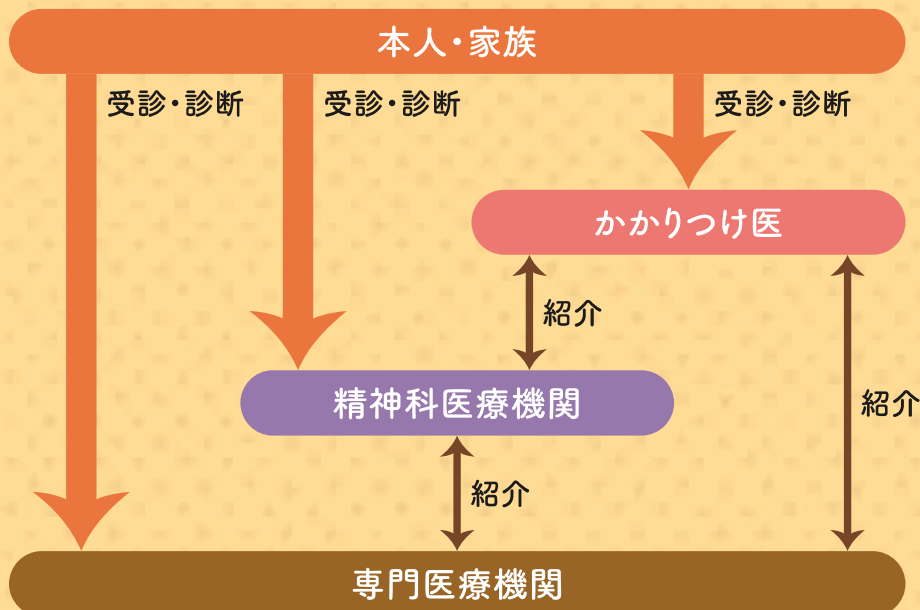 本人・家族
受診・診断
受診・診断
受診・診断
かかりつけ医
紹介
精神科医療機関
紹介
紹介
専門医療機関